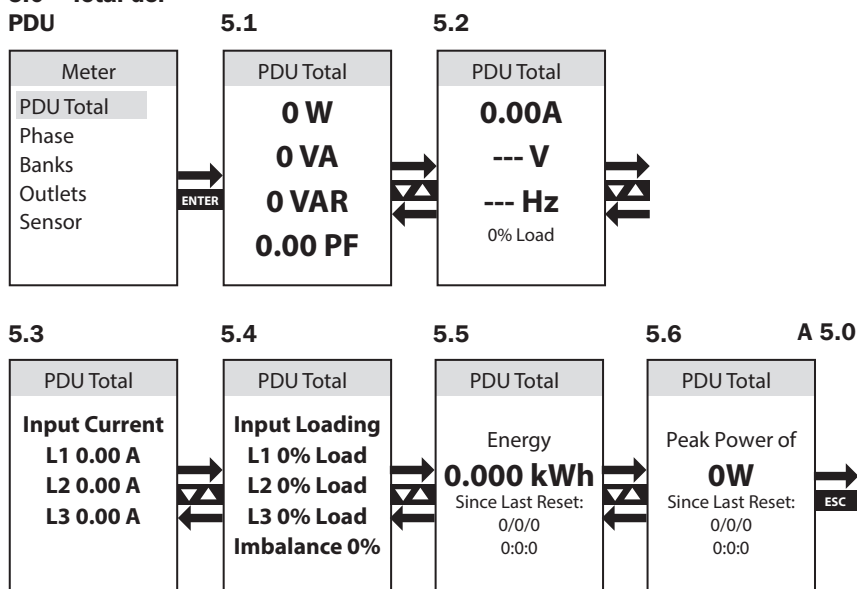 PDU
5.1
5.2
Meter
PDU Total
Phase
Banks
Outlets
Sensor
ENTER
PDU Total
0 W
0 VA
0 VAR
0.00 PF
PDU Total
0.00A
--- V
--- Hz
0% Load
5.3
5.4
5.5
5.6
A 5.0
PDU Total
Input Current
L1 0.00 A
L2 0.00 A
L3 0.00 A
PDU Total
Input Loading
L1 0% Load
L2 0% Load
L3 0% Load
Imbalance 0%
PDU Total
Energy
0.000 kWh
Since Last Reset:
0/0/0
0:0:0
PDU Total
Peak Power of
0W
Since Last Reset:
0/0/0
0:0:0
ESC